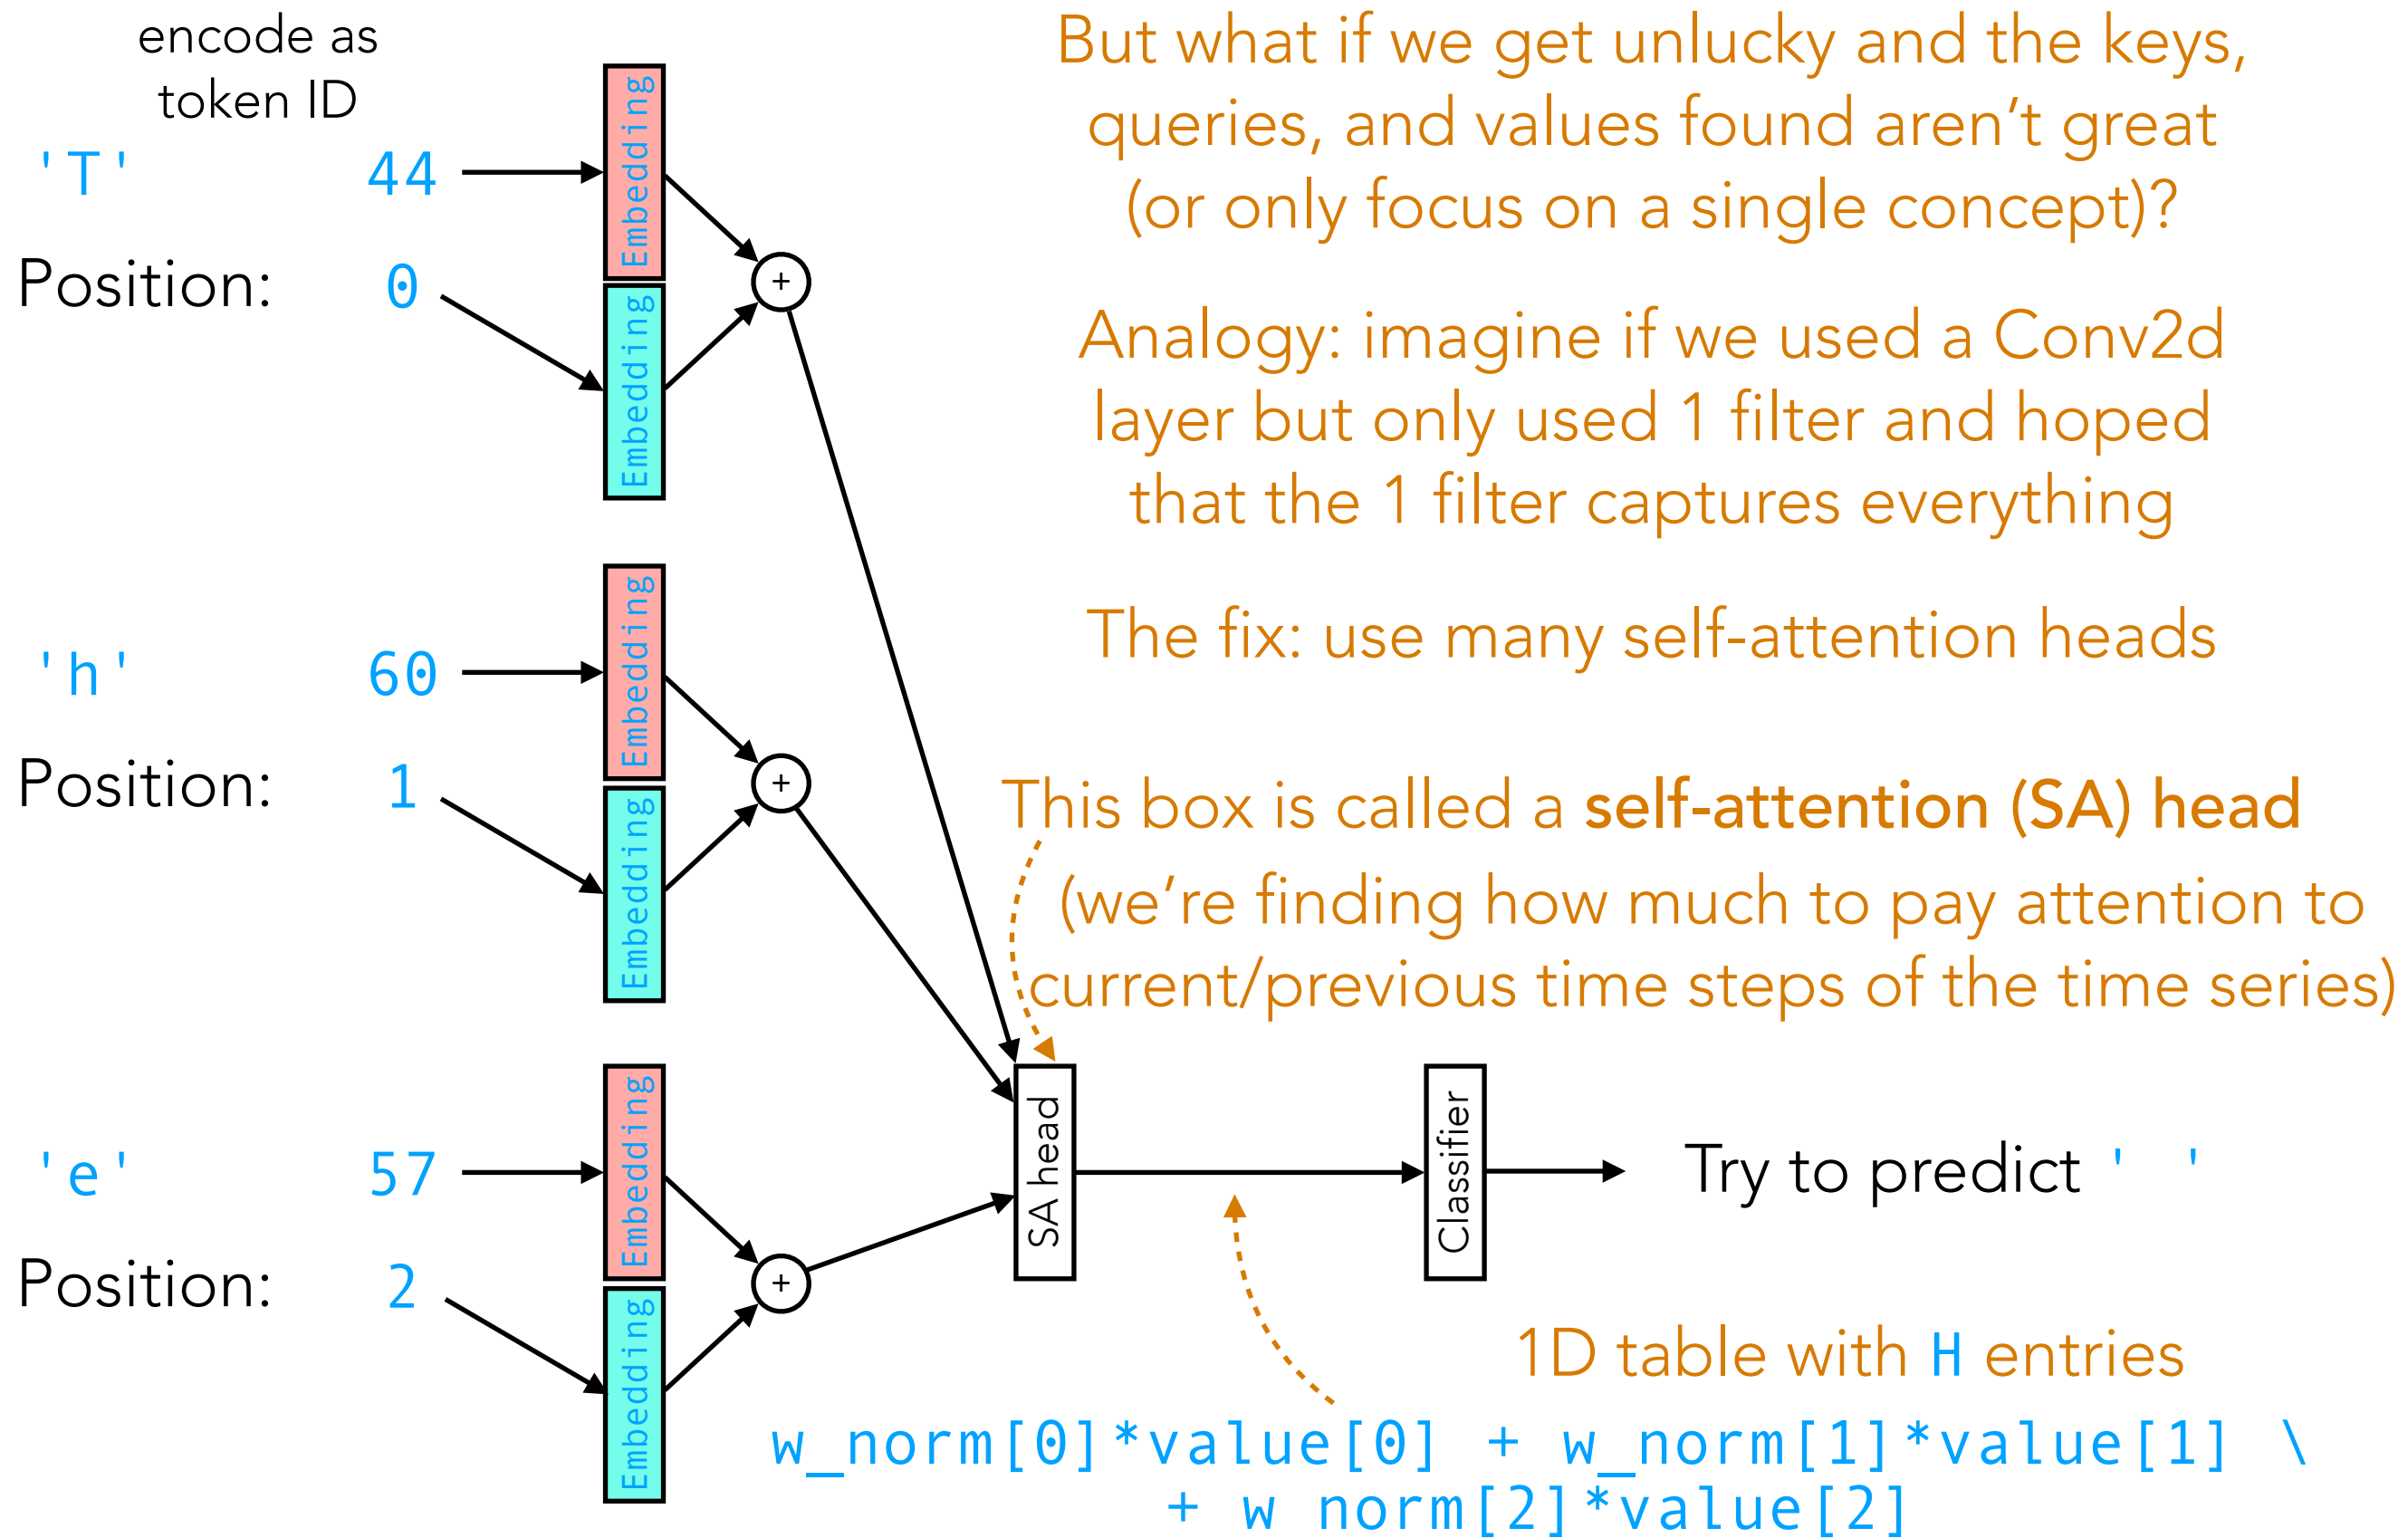 encode as
token ID
'T' 44
Position: 0
Embedding
Embedding
+
But what if we get unlucky and the keys,
queries, and values found aren't great
(or only focus on a single concept)?
Analogy: imagine if we used a Conv2d
layer but only used 1 filter and hoped
that the 1 filter captures everything
The fix: use many self-attention heads
'h' 60
Position: 1
Embedding
Embedding
+
This box is called a self-attention (SA) head
(we're finding how much to pay attention to
current/previous time steps of the time series)
'e' 57
Position: 2
Embedding
Embedding
+
SA head
Classifier
Try to predict ' '
1D table with H entries
w_norm[0]*value[0] + w_norm[1]*value[1] \
+ w norm[2]*value[2]